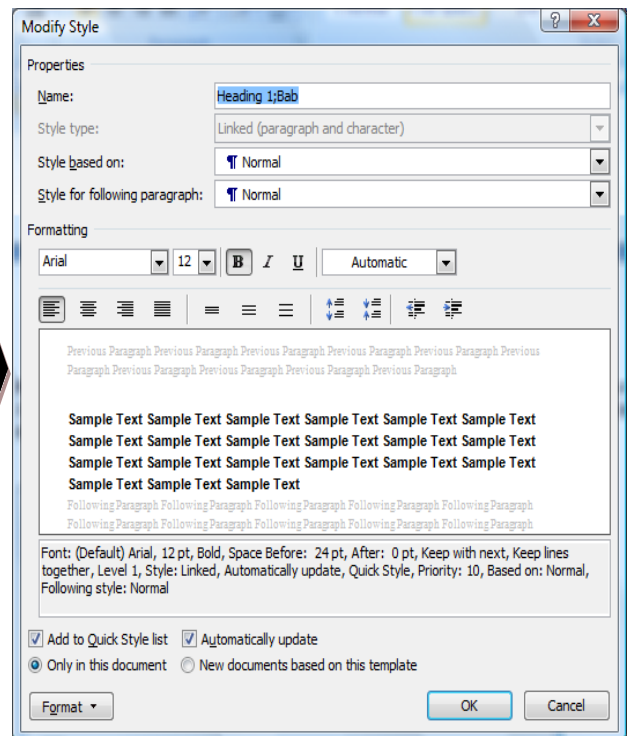 Modify Style
Properties
Name: Heading 1;Bab
Style type: Linked (paragraph and character)
Style based on: ¶ Normal
Style for following paragraph: ¶ Normal
Formatting
Arial 12 B I U Automatic
Previous Paragraph Previous Paragraph Previous Paragraph Previous Paragraph Previous Paragraph Previous
Paragraph Previous Paragraph Previous Paragraph Previous Paragraph Previous Paragraph
Sample Text Sample Text Sample Text Sample Text Sample Text Sample Text
Sample Text Sample Text Sample Text Sample Text Sample Text Sample Text
Sample Text Sample Text Sample Text Sample Text Sample Text Sample Text
Sample Text Sample Text Sample Text
Following Paragraph Following Paragraph Following Paragraph Following Paragraph Following Paragraph
Following Paragraph Following Paragraph Following Paragraph Following Paragraph Following Paragraph
Font: (Default) Arial, 12 pt, Bold, Space Before: 24 pt, After: 0 pt, Keep with next, Keep lines
together, Level 1, Style: Linked, Automatically update, Quick Style, Priority: 10, Based on: Normal,
Following style: Normal
Add to Quick Style list Automatically update
Only in this document New documents based on this template
Format OK Cancel